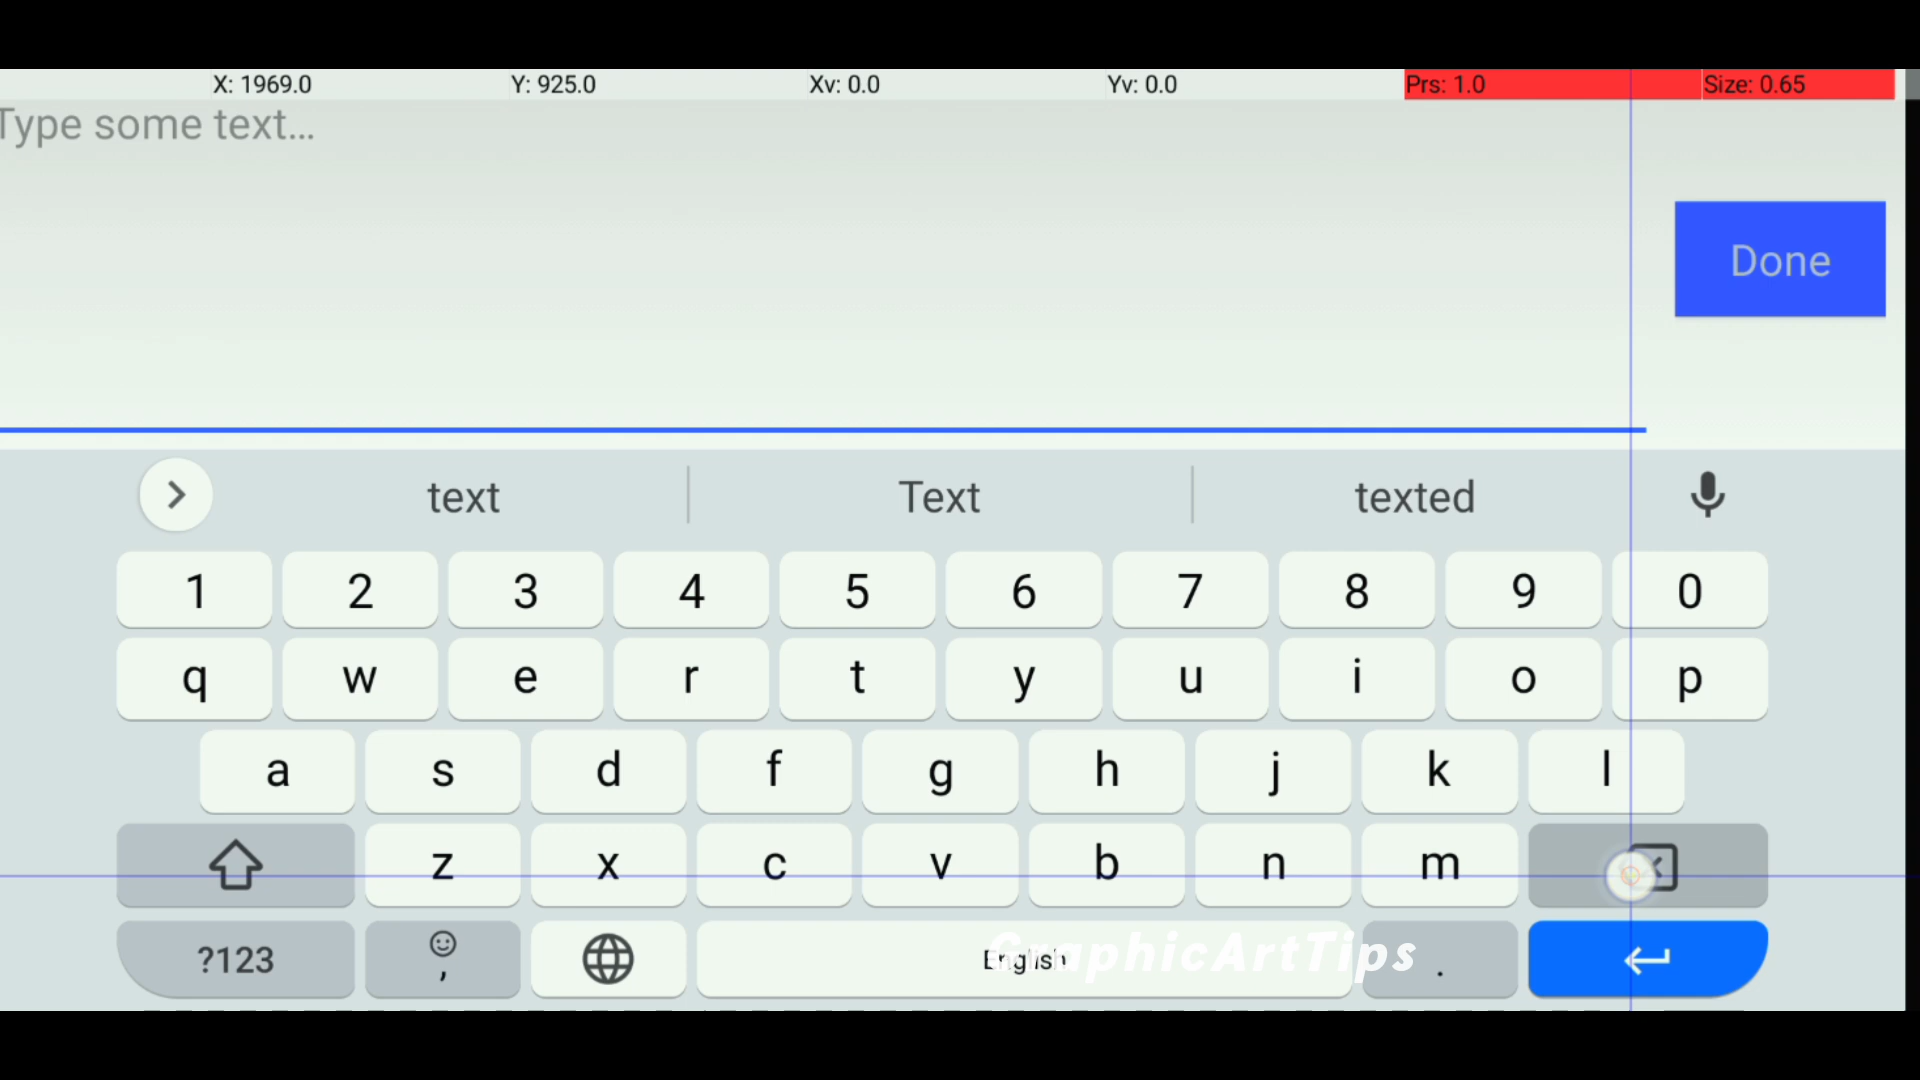 X: 1969.0 Y: 925.0 Xv: 0.0 Yv: 0.0 Prs: 1.0 Size: 0.65
Type some text...
Done
text Text texted
1 2 3 4 5 6 7 8 9 0
q w e r t y u i o p
a s d f g h j k l
z x c v b n m
?123 , English .
GraphicArtTips